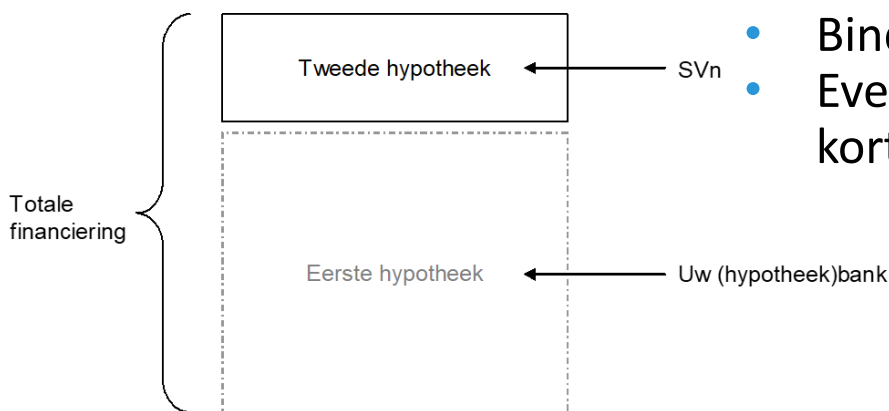 Tweede hypotheek
SVn
Totale
financiering
Eerste hypotheek
Uw (hypotheek)bank